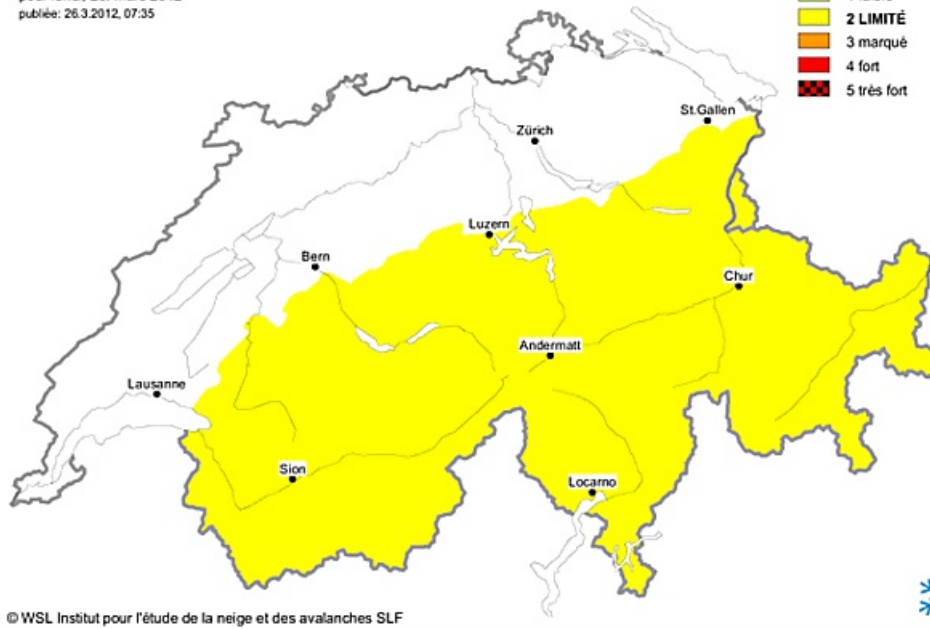 publiée: 26.3.2012, 07:35
2 LIMITÉ
3 marqué
4 fort
5 très fort
St.Gallen
Zürich
Luzern
Bern
Chur
Andermatt
Lausanne
Sion
Locarno
© WSL Institut pour l'étude de la neige et des avalanches SLF